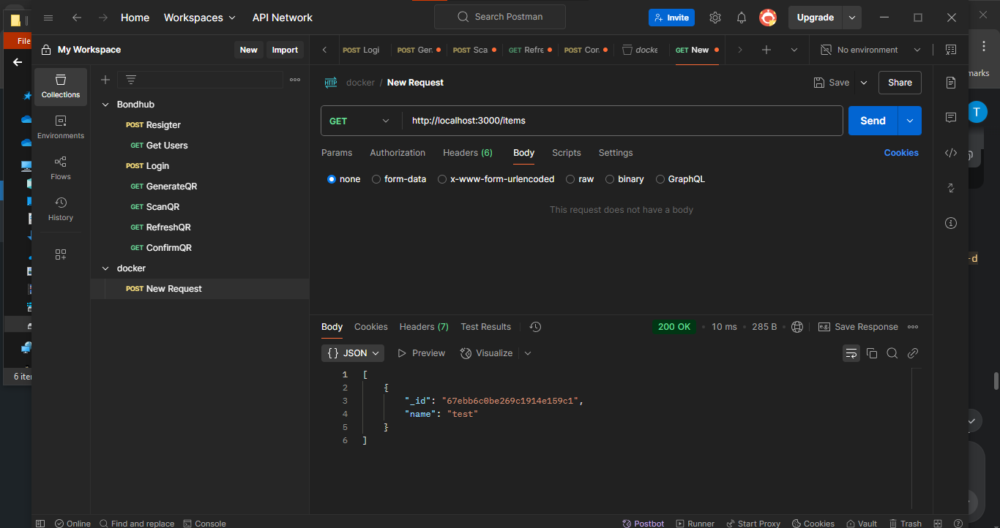 Home Workspaces API Network Search Postman Invite Upgrade
File
My Workspace New Import POST Logi POST Ger POST Sca GET Refre POST Cor docke GET New No environment
marks
Collections
docker / New Request Save Share
HTTP
Bondhub
T
POST Resigter GET http://localhost:3000/items Send
Environments
GET Get Users Params Authorization Headers (6) Body Scripts Settings Cookies
POST Login
Flows
none form-data x-www-form-urlencoded raw binary GraphQL
GET GenerateQR
GET ScanQR This request does not have a body
History
GET RefreshQR
GET ConfirmQR
-d
docker
POST New Request
Body Cookies Headers (7) Test Results 200 OK 10 ms 285 B e.g. Save Response
{} JSON Preview Visualize
6 iter
1 [
2 {
3 "_id": "67ebb6c0be269c1914e159c1",
4 "name": "test"
5 }
6 ]
Online Find and replace Console Postbot Runner Start Proxy Cookies Vault Trash